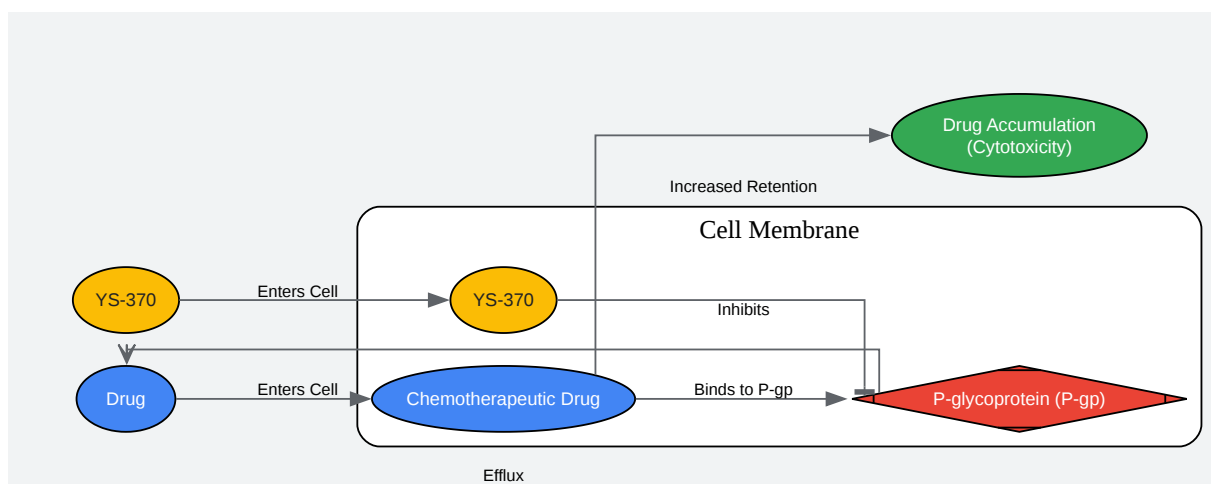 Drug Accumulation
(Cytotoxicity)
Increased Retention
Cell Membrane
YS-370
Enters Cell
YS-370
Inhibits
Drug
Enters Cell
Chemotherapeutic Drug
Binds to P-gp
P-glycoprotein (P-gp)
Efflux